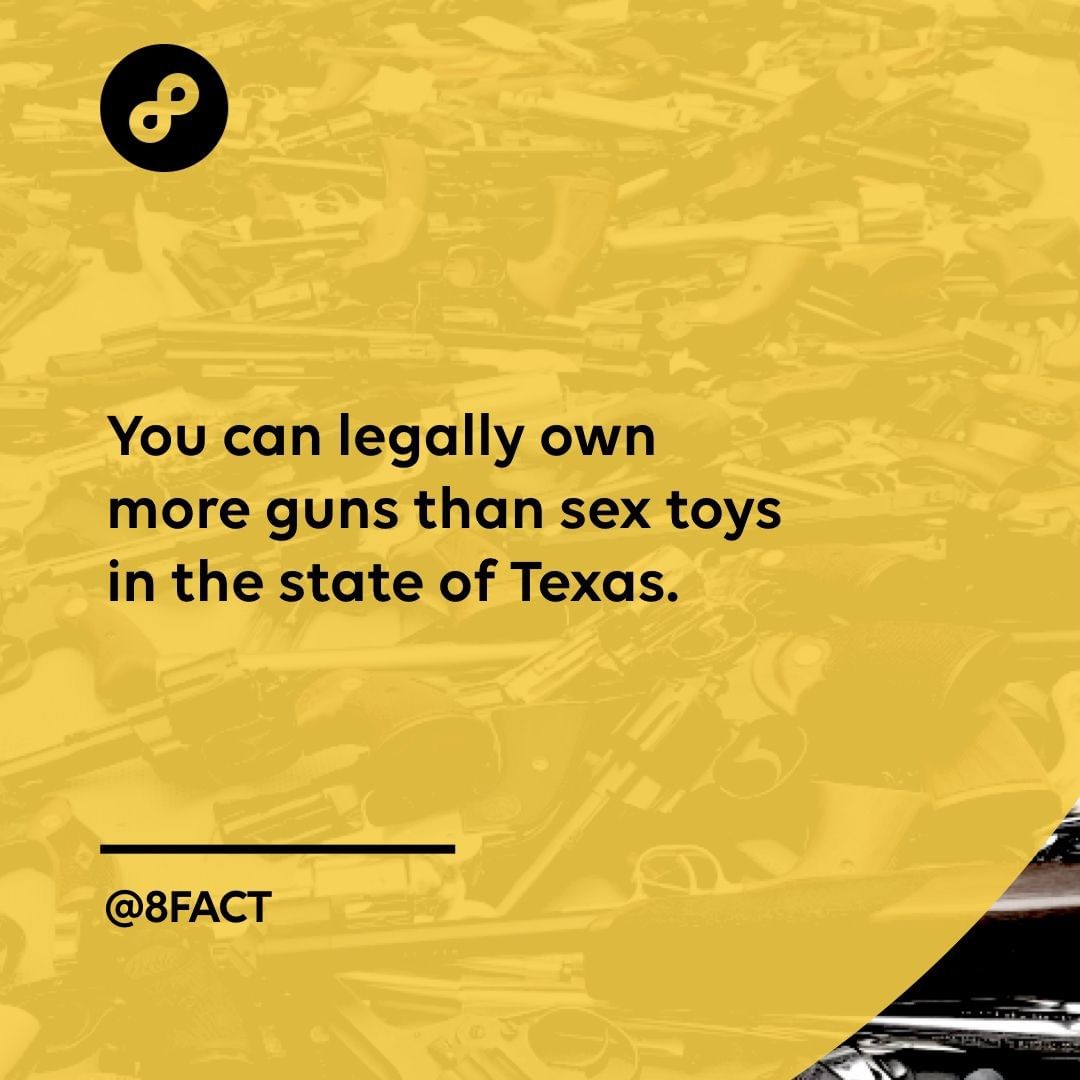 You can legally own
more guns than sex toys
in the state of Texas.
@8FACT